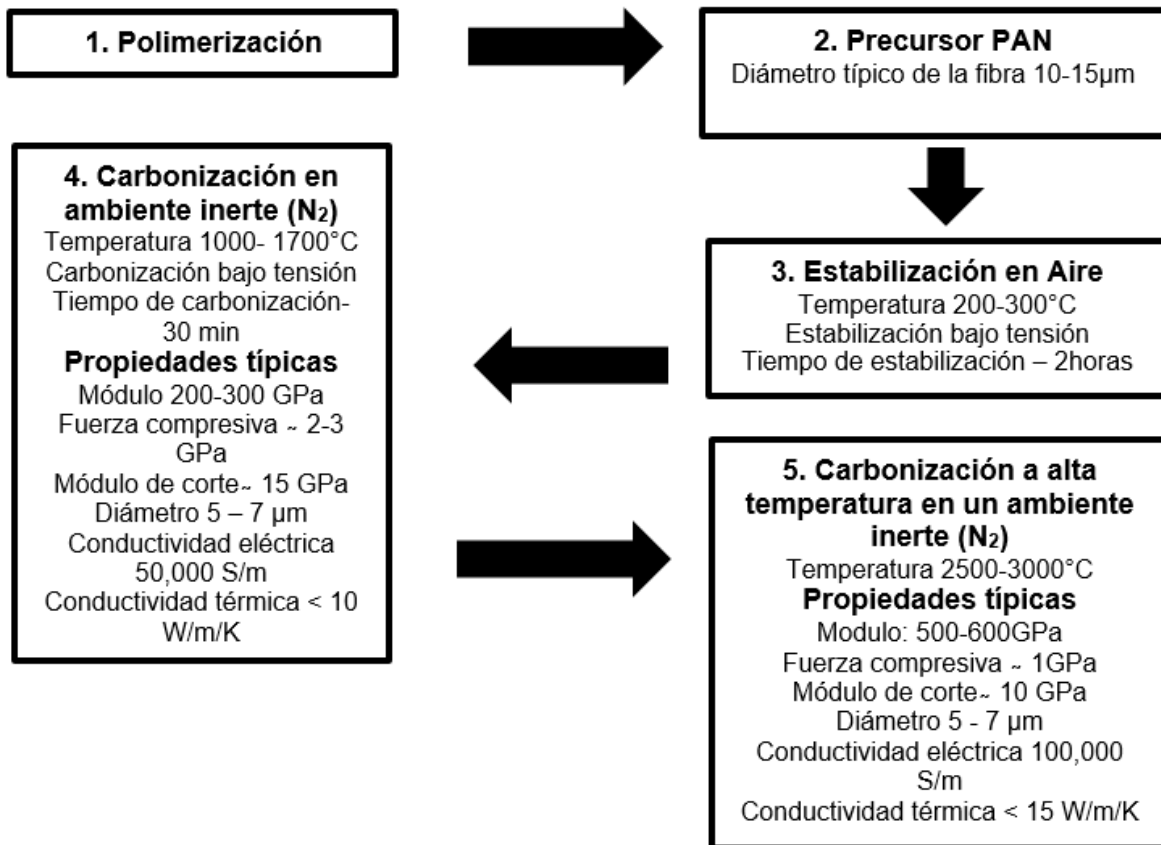 1. Polimerización
2. Precursor PAN
Diámetro típico de la fibra 10-15µm
3. Estabilización en Aire
Temperatura 200-300°C
Estabilización bajo tensión
Tiempo de estabilización – 2horas
4. Carbonización en
ambiente inerte (N₂)
Temperatura 1000- 1700°C
Carbonización bajo tensión
Tiempo de carbonización-
30 min
Propiedades típicas
Módulo 200-300 GPa
Fuerza compresiva ~ 2-3
GPa
Módulo de corte~ 15 GPa
Diámetro 5 – 7 µm
Conductividad eléctrica
50,000 S/m
Conductividad térmica < 10
W/m/K
5. Carbonización a alta
temperatura en un ambiente
inerte (N₂)
Temperatura 2500-3000°C
Propiedades típicas
Modulo: 500-600GPa
Fuerza compresiva ~ 1GPa
Módulo de corte~ 10 GPa
Diámetro 5 - 7 µm
Conductividad eléctrica 100,000
S/m
Conductividad térmica < 15 W/m/K